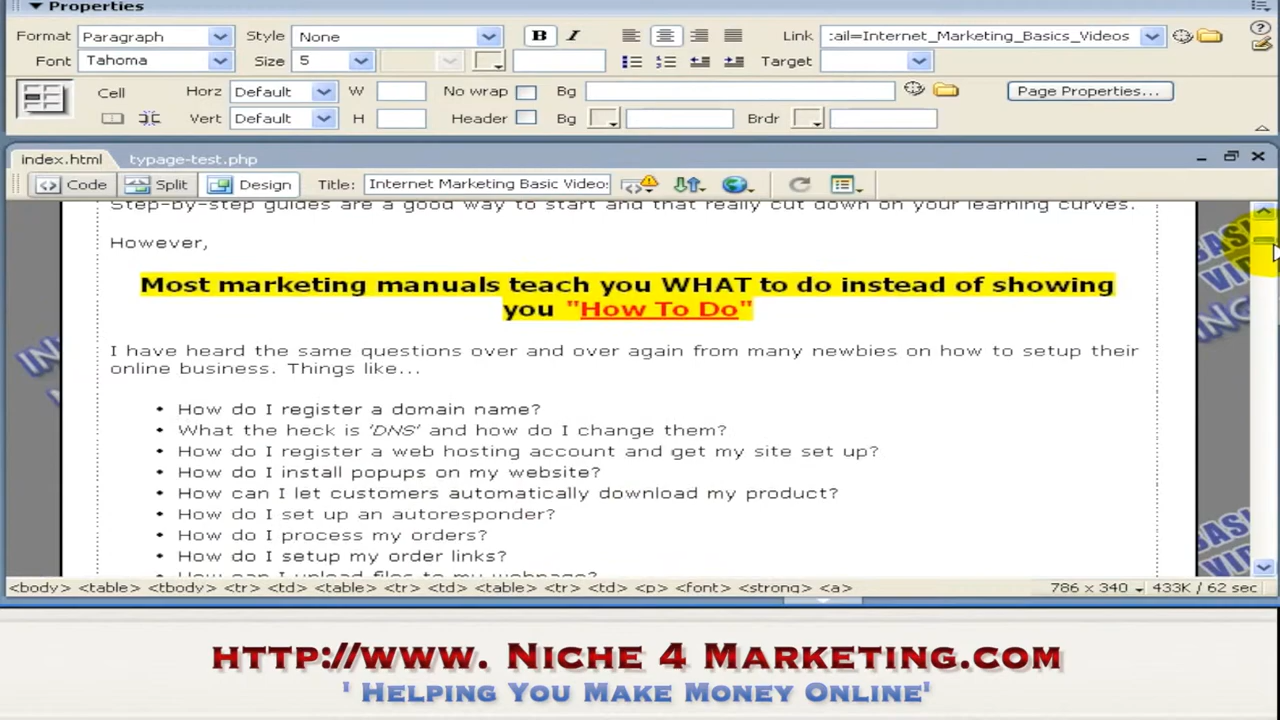 Properties
Format Paragraph Style None B I Link :ail=Internet_Marketing_Basics_Videos
Font Tahoma Size 5 Target
Cell Horz Default W No wrap Bg Page Properties...
Vert Default H Header Bg Brdr
index.html typage-test.php
Code Split Design Title: Internet Marketing Basic Video:
Step-by-step guides are a good way to start and that really cut down on your learning curves.
However,
Most marketing manuals teach you WHAT to do instead of showing
you "How To Do"
I have heard the same questions over and over again from many newbies on how to setup their
online business. Things like...
• How do I register a domain name?
• What the heck is ‘DNS’ and how do I change them?
• How do I register a web hosting account and get my site set up?
• How do I install popups on my website?
• How can I let customers automatically download my product?
• How do I set up an autoresponder?
• How do I process my orders?
• How do I setup my order links?
• How can I upload files to my webpage?
<body> <table> <tbody> <tr> <td> <table> <tr> <td> <table> <tr> <td> <p> <font> <strong> <a> 786 x 340 433K / 62 sec
http://www. Niche 4 Marketing.com
' Helping You Make Money Online'